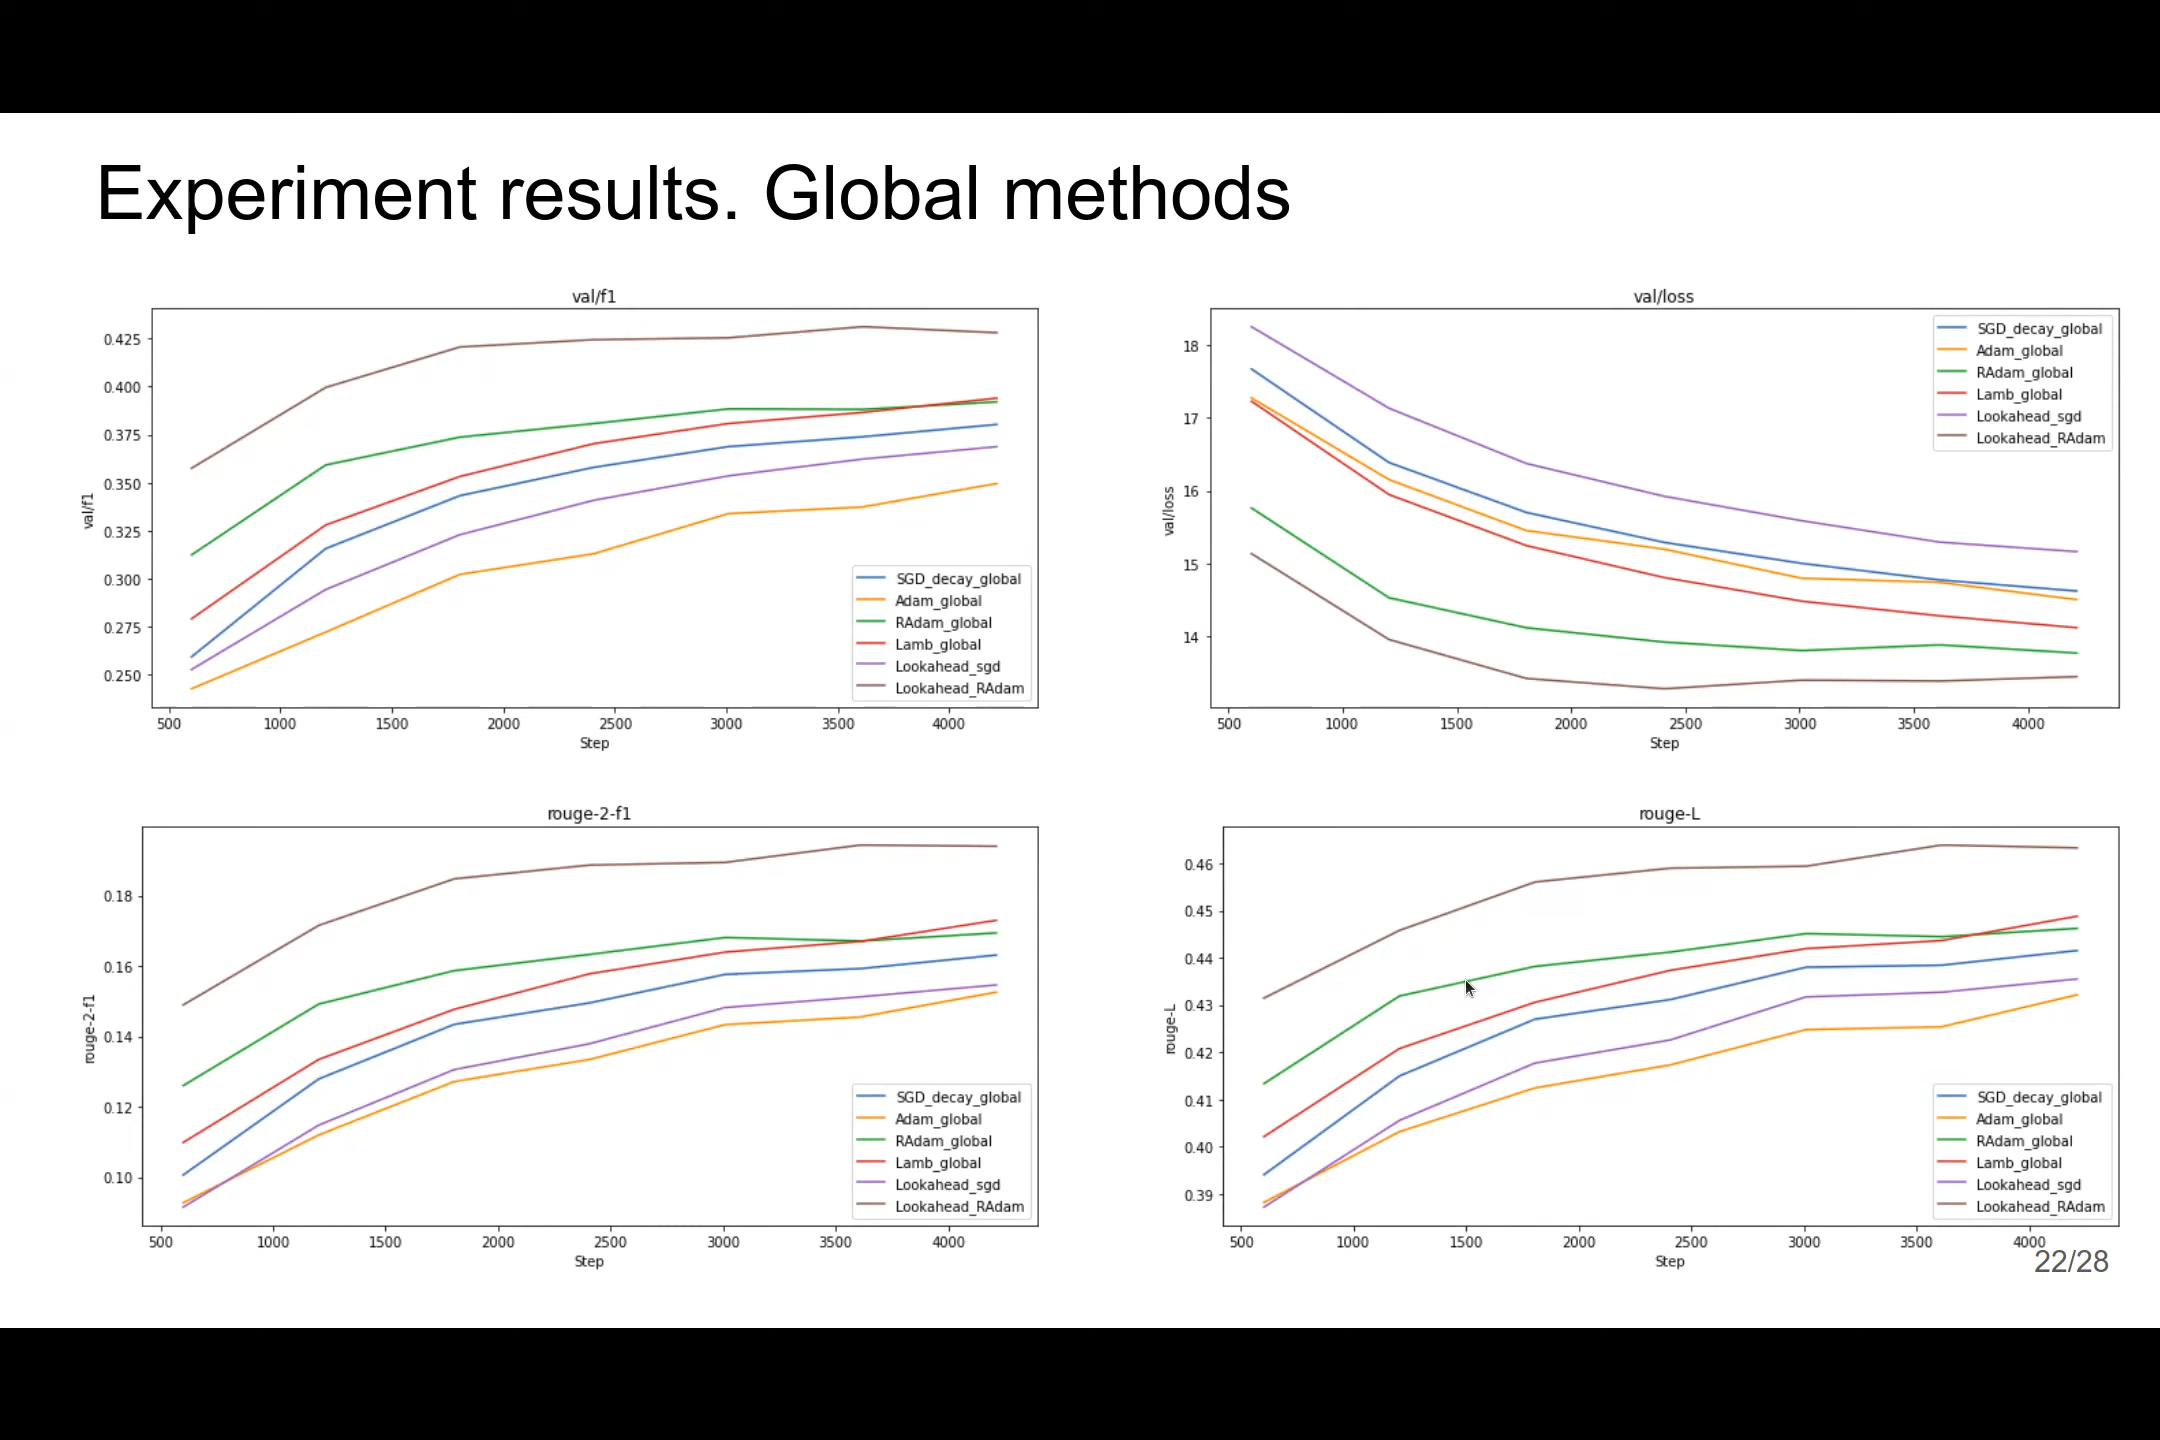 Experiment results. Global methods
val/f1
val/f1
0.425
0.400
0.375
0.350
0.325
0.300
0.275
0.250
500 1000 1500 2000 2500 3000 3500 4000
Step
SGD_decay_global
Adam_global
RAdam_global
Lamb_global
Lookahead_sgd
Lookahead_RAdam
val/loss
val/loss
18
17
16
15
14
500 1000 1500 2000 2500 3000 3500 4000
Step
SGD_decay_global
Adam_global
RAdam_global
Lamb_global
Lookahead_sgd
Lookahead_RAdam
rouge-2-f1
rouge-2-f1
0.18
0.16
0.14
0.12
0.10
500 1000 1500 2000 2500 3000 3500 4000
Step
SGD_decay_global
Adam_global
RAdam_global
Lamb_global
Lookahead_sgd
Lookahead_RAdam
rouge-L
rouge-L
0.46
0.45
0.44
0.43
0.42
0.41
0.40
0.39
500 1000 1500 2000 2500 3000 3500 4000
Step
SGD_decay_global
Adam_global
RAdam_global
Lamb_global
Lookahead_sgd
Lookahead_RAdam
22/28